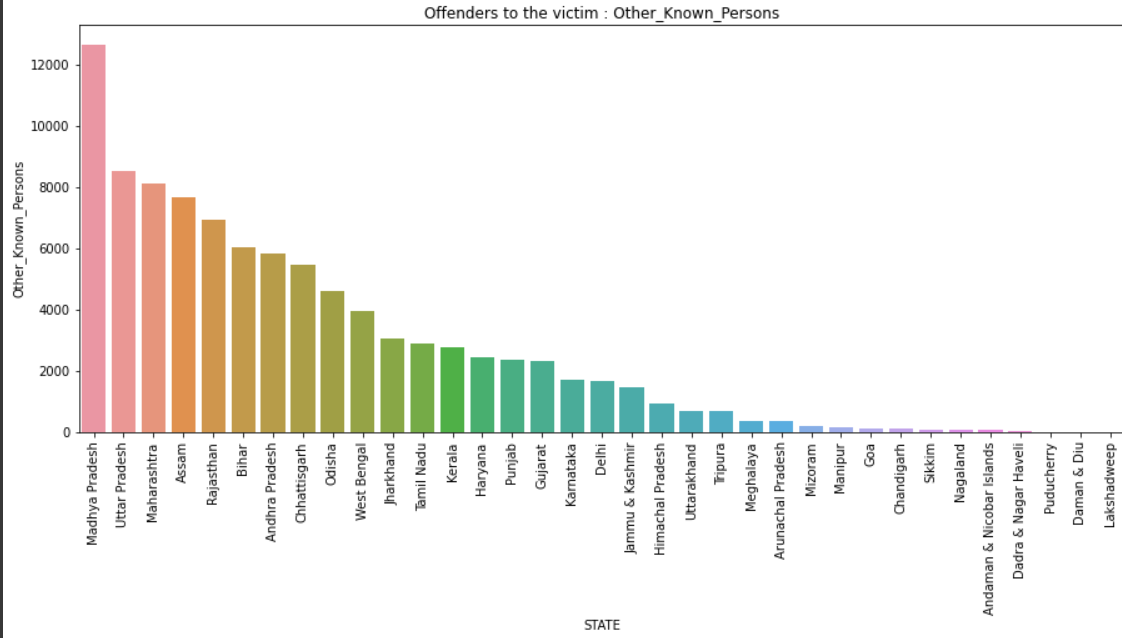 Offenders to the victim : Other_Known_Persons
Other_Known_Persons
12000
10000
8000
6000
4000
2000
0
Madhya Pradesh
Uttar Pradesh
Maharashtra
Assam
Rajasthan
Bihar
Andhra Pradesh
Chhattisgarh
Odisha
West Bengal
Jharkhand
Tamil Nadu
Kerala
Haryana
Punjab
Gujarat
Karnataka
Delhi
Jammu & Kashmir
Himachal Pradesh
Uttarakhand
Tripura
Meghalaya
Arunachal Pradesh
Mizoram
Manipur
Goa
Chandigarh
Sikkim
Nagaland
Andaman & Nicobar Islands
Dadra & Nagar Haveli
Puducherry
Daman & Diu
Lakshadweep
STATE